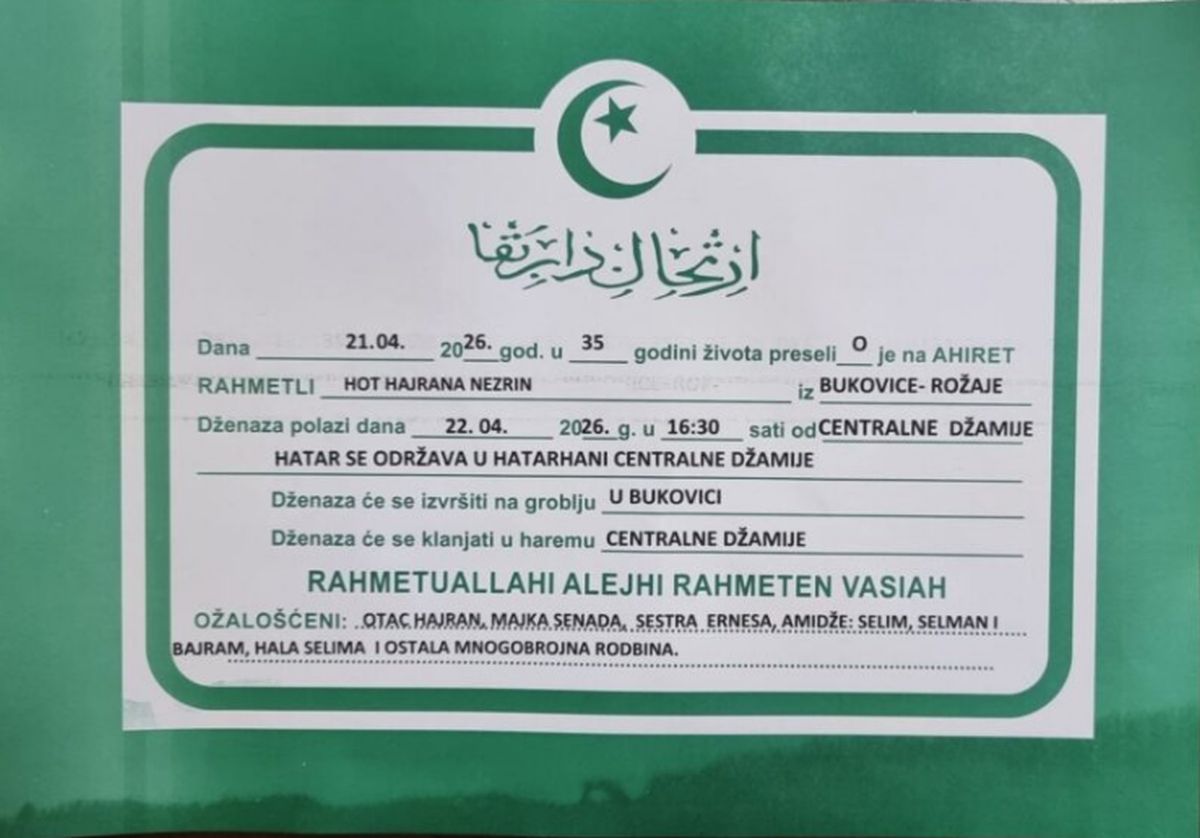 ارتحال دار بقا
Dana 21.04. 2026. god. u 35 godini života preseli O je na AHIRET
RAHMETLI HOT HAJRANA NEZRIN iz BUKOVICE- ROŽAJE
Dženaza polazi dana 22. 04. 2026. g. u 16:30 sati od CENTRALNE DŽAMIJE
HATAR SE ODRŽAVA U HATARHANI CENTRALNE DŽAMIJE
Dženaza će se izvršiti na groblju U BUKOVICI
Dženaza će se klanjati u haremu CENTRALNE DŽAMIJE
RAHMETUALLAHI ALEJHI RAHMETEN VASIAH
OŽALOŠĆENI: OTAC HAJRAN, MAJKA SENADA, SESTRA ERNESA, AMIDŽE: SELIM, SELMAN I
BAJRAM, HALA SELIMA I OSTALA MNOGOBROJNA RODBINA.